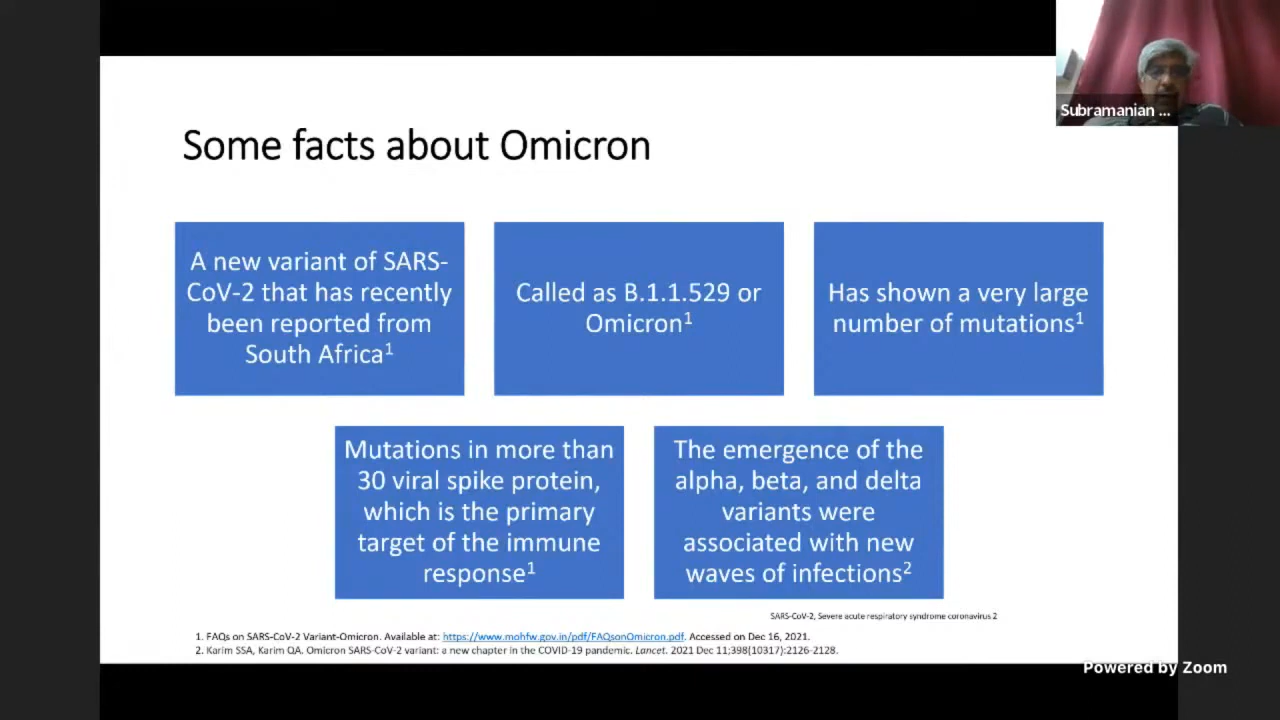 Subramanian ...
Some facts about Omicron
A new variant of SARS-
CoV-2 that has recently
been reported from
South Africa¹
Called as B.1.1.529 or
Omicron¹
Has shown a very large
number of mutations¹
Mutations in more than
30 viral spike protein,
which is the primary
target of the immune
response¹
The emergence of the
alpha, beta, and delta
variants were
associated with new
waves of infections²
SARS-CoV-2, Severe acute respiratory syndrome coronavirus 2
1. FAQs on SARS-CoV-2 Variant-Omicron. Available at: https://www.mohfw.gov.in/pdf/FAQsonOmicron.pdf. Accessed on Dec 16, 2021.
2. Karim SSA, Karim QA. Omicron SARS-CoV-2 variant: a new chapter in the COVID-19 pandemic. Lancet. 2021 Dec 11;398(10317):2126-2128.
Powered by Zoom